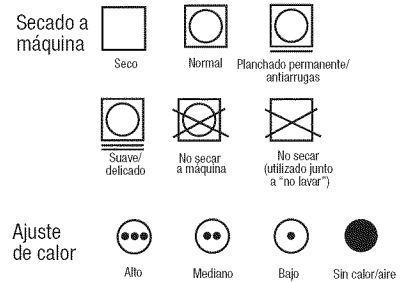 Secado a
máquina
Seco
Normal
Planchado permanente/
antiarrugas
Suave/
delicado
No secar
a máquina
No secar
(utilizado junto
a "no lavar")
Ajuste
de calor
Alto
Mediano
Bajo
Sin calor/aire